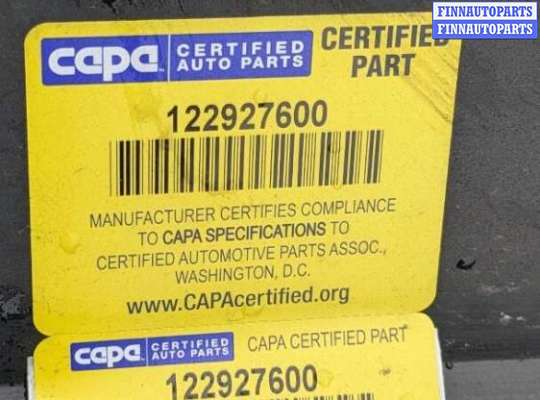 FINNAUTOPARTS
FINNAUTOPARTS
capa CERTIFIED AUTO PARTS
CERTIFIED PART
122927600
MANUFACTURER CERTIFIES COMPLIANCE
TO CAPA SPECIFICATIONS TO
CERTIFIED AUTOMOTIVE PARTS ASSOC.,
WASHINGTON, D.C.
www.CAPAcertified.org
capa CERTIFIED AUTO PARTS
CAPA CERTIFIED PART
122927600